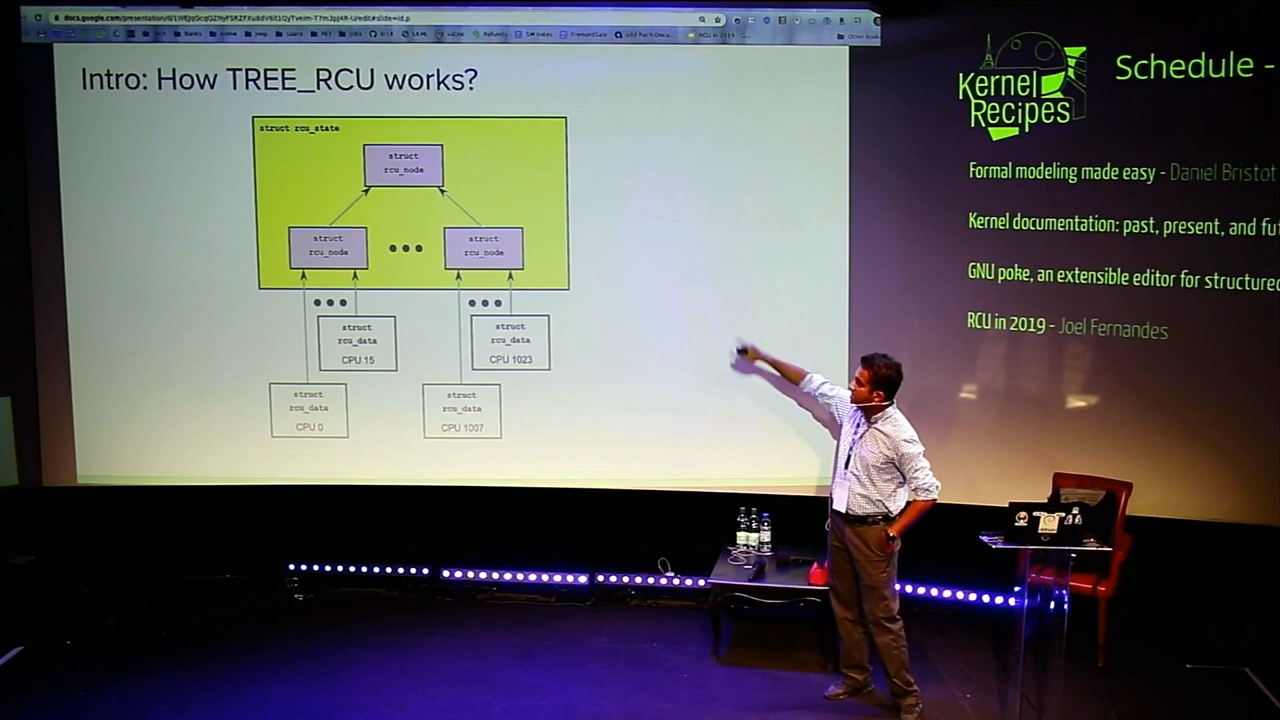 Intro: How TREE_RCU works?
struct rcu_state
struct
rcu_node
struct
rcu_node
struct
rcu_node
struct
rcu_data
CPU 15
struct
rcu_data
CPU 1023
struct
rcu_data
CPU 0
struct
rcu_data
CPU 1007
Kernel
Recipes
Schedule -
Formal modeling made easy - Daniel Bristot
Kernel documentation: past, present, and fu
GNU poke, an extensible editor for structured
RCU in 2019 - Joel Fernandes